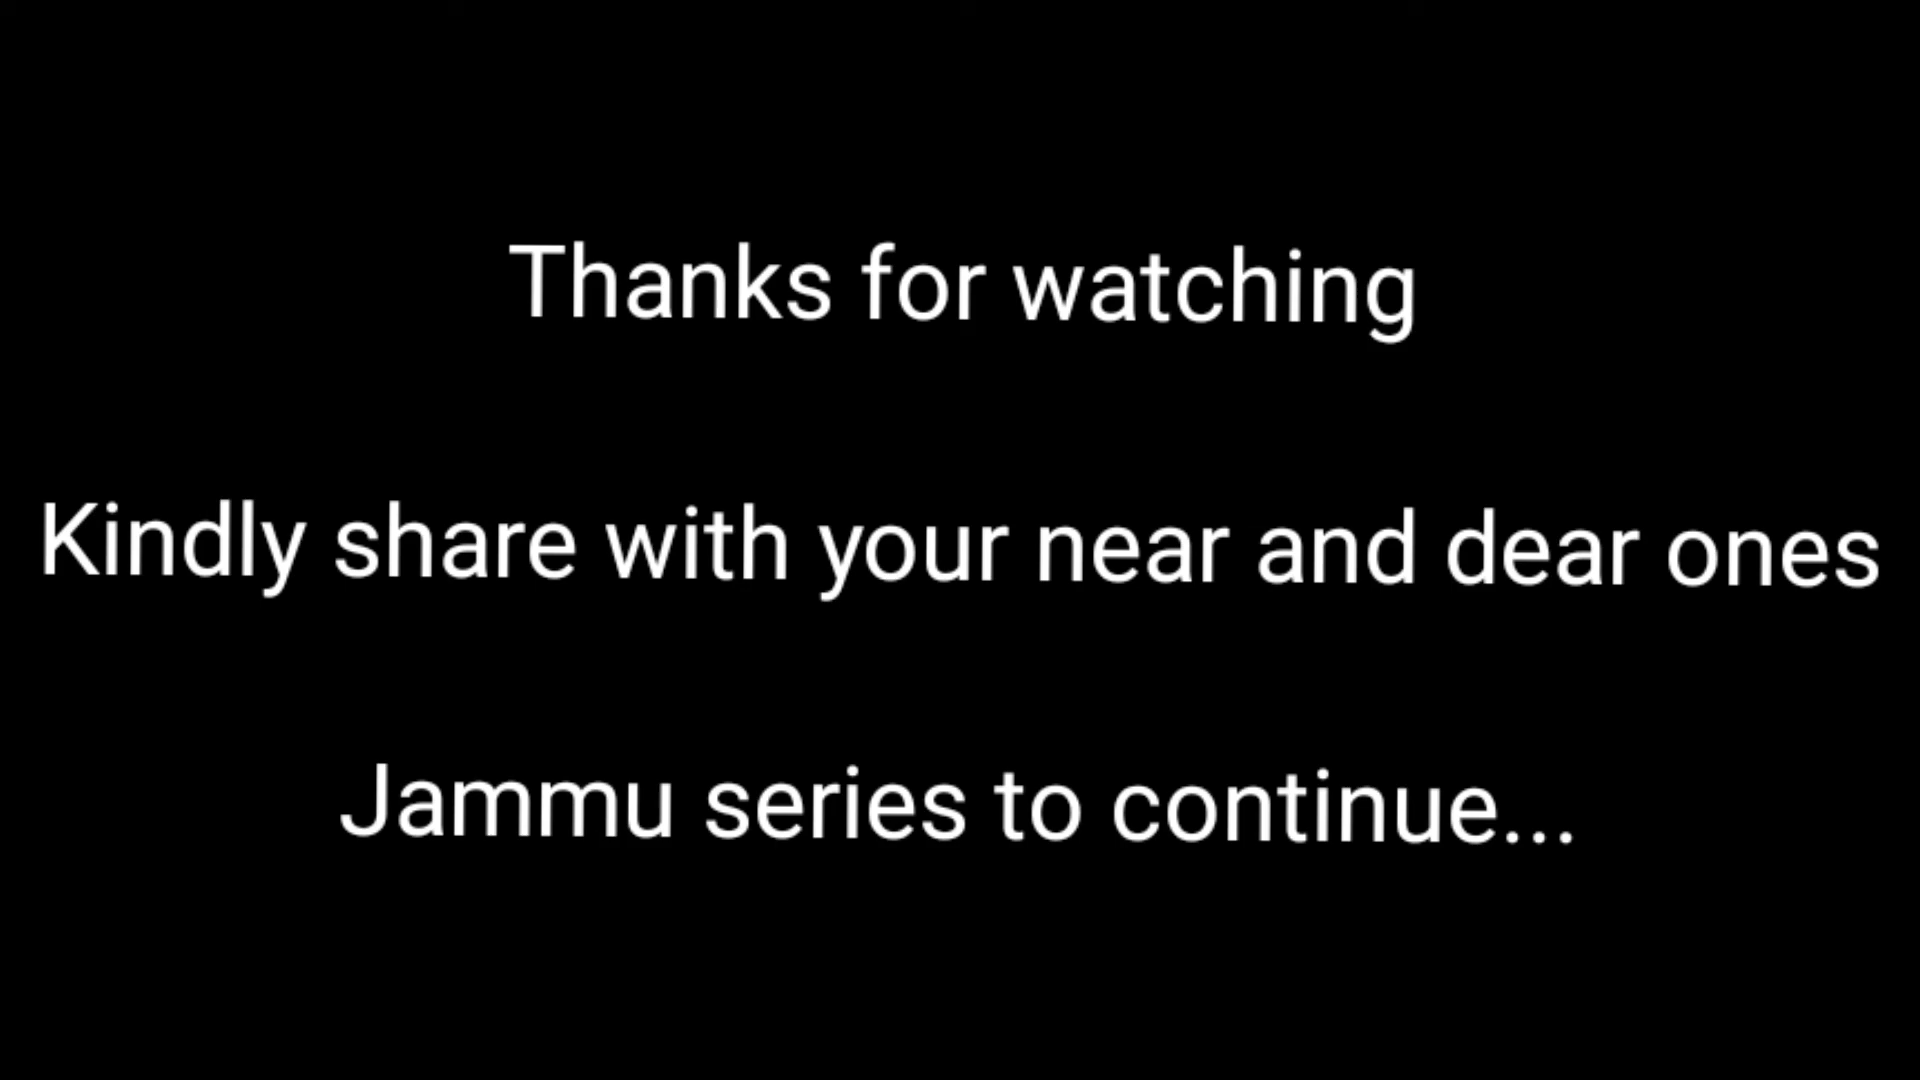 Thanks for watching
Kindly share with your near and dear ones
Jammu series to continue...